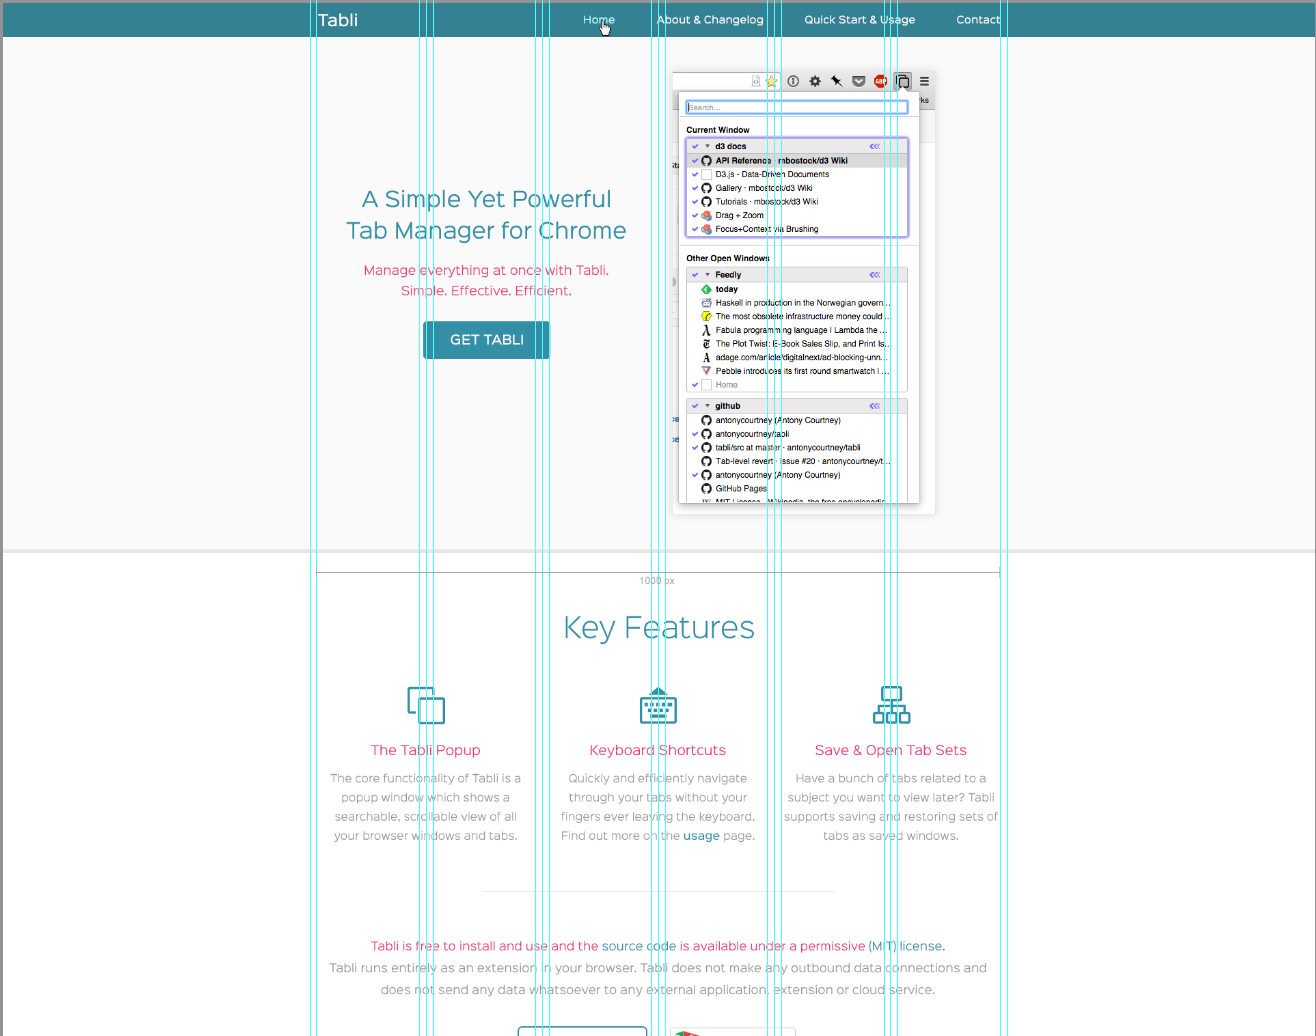 Tabli
Home
About & Changelog
Quick Start & Usage
Contact
ABP
ks
Search...
Current Window
d3 docs
API Reference · mbostock/d3 Wiki
D3.js - Data-Driven Documents
Gallery · mbostock/d3 Wiki
Tutorials · mbostock/d3 Wiki
Drag + Zoom
Focus+Context via Brushing
Other Open Windows
Feedly
today
Haskell in production in the Norwegian govern...
The most obsolete infrastructure money could...
Fabula programming language | Lambda the ...
The Plot Twist: E-Book Sales Slip, and Print Is...
adage.com/article/digitalnext/ad-blocking-unn...
Pebble introduces its first round smartwatch | ...
Home
github
antonycourtney (Antony Courtney)
antonycourtney/tabli
tabli/src at master · antonycourtney/tabli
Tab-level revert · Issue #20 · antonycourtney/t...
antonycourtney (Antony Courtney)
GitHub Pages
MIT License - Wikipedia, the free encyclopedia
A Simple Yet Powerful
Tab Manager for Chrome
Manage everything at once with Tabli.
Simple. Effective. Efficient.
GET TABLI
1000 px
Key Features
The Tabli Popup
The core functionality of Tabli is a
popup window which shows a
searchable, scrollable view of all
your browser windows and tabs.
Keyboard Shortcuts
Quickly and efficiently navigate
through your tabs without your
fingers ever leaving the keyboard.
Find out more on the usage page.
Save & Open Tab Sets
Have a bunch of tabs related to a
subject you want to view later? Tabli
supports saving and restoring sets of
tabs as saved windows.
Tabli is free to install and use and the source code is available under a permissive (MIT) license.
Tabli runs entirely as an extension in your browser. Tabli does not make any outbound data connections and
does not send any data whatsoever to any external application, extension or cloud service.